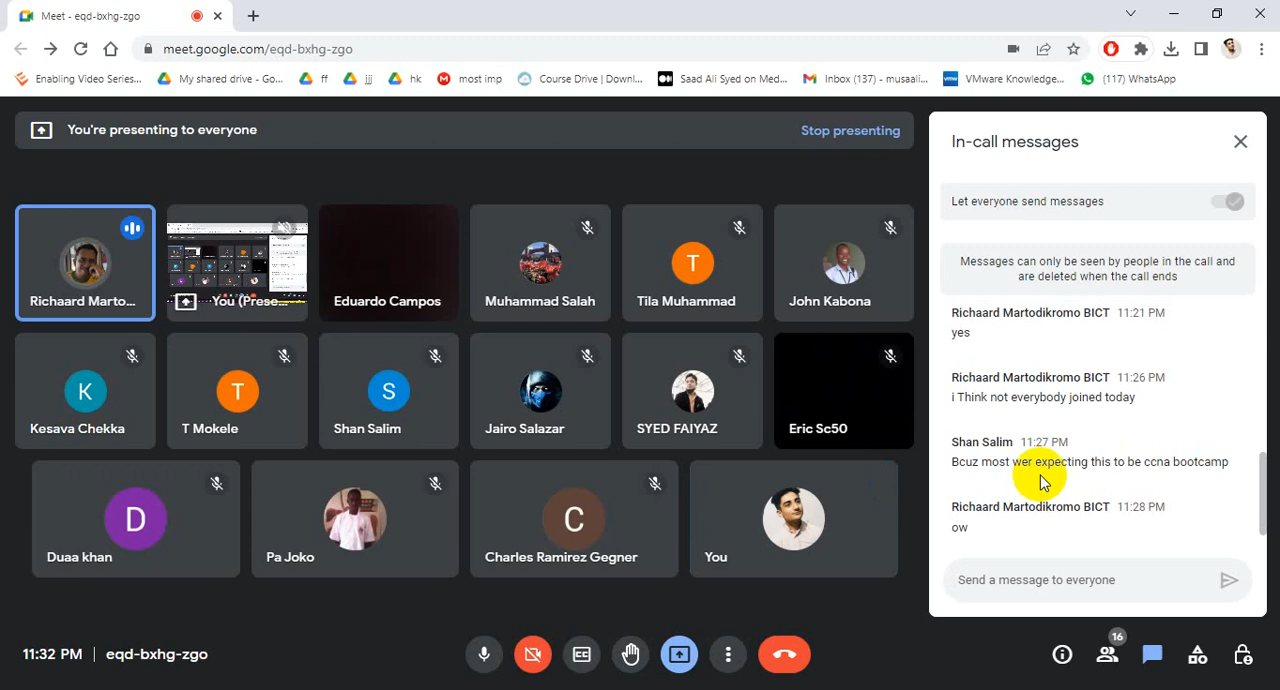 Meet - eqd-bxhg-zgo
meet.google.com/eqd-bxhg-zgo
Enabling Video Series...
My shared drive - Go...
ff
jjj
hk
most imp
Course Drive | Downl...
Saad Ali Syed on Med...
Inbox (137) - musaali...
VMware Knowledge...
(117) WhatsApp
You're presenting to everyone
Stop presenting
Richaard Marto...
You (Prese...
Eduardo Campos
Muhammad Salah
Tila Muhammad
T
John Kabona
K
Kesava Chekka
T
T Mokele
S
Shan Salim
Jairo Salazar
SYED FAIYAZ
Eric Sc50
D
Duaa khan
Pa Joko
C
Charles Ramirez Gegner
You
In-call messages
Let everyone send messages
Messages can only be seen by people in the call and
are deleted when the call ends
Richaard Martodikromo BICT 11:21 PM
yes
Richaard Martodikromo BICT 11:26 PM
i Think not everybody joined today
Shan Salim 11:27 PM
Bcuz most wer expecting this to be ccna bootcamp
Richaard Martodikromo BICT 11:28 PM
ow
Send a message to everyone
11:32 PM | eqd-bxhg-zgo
16